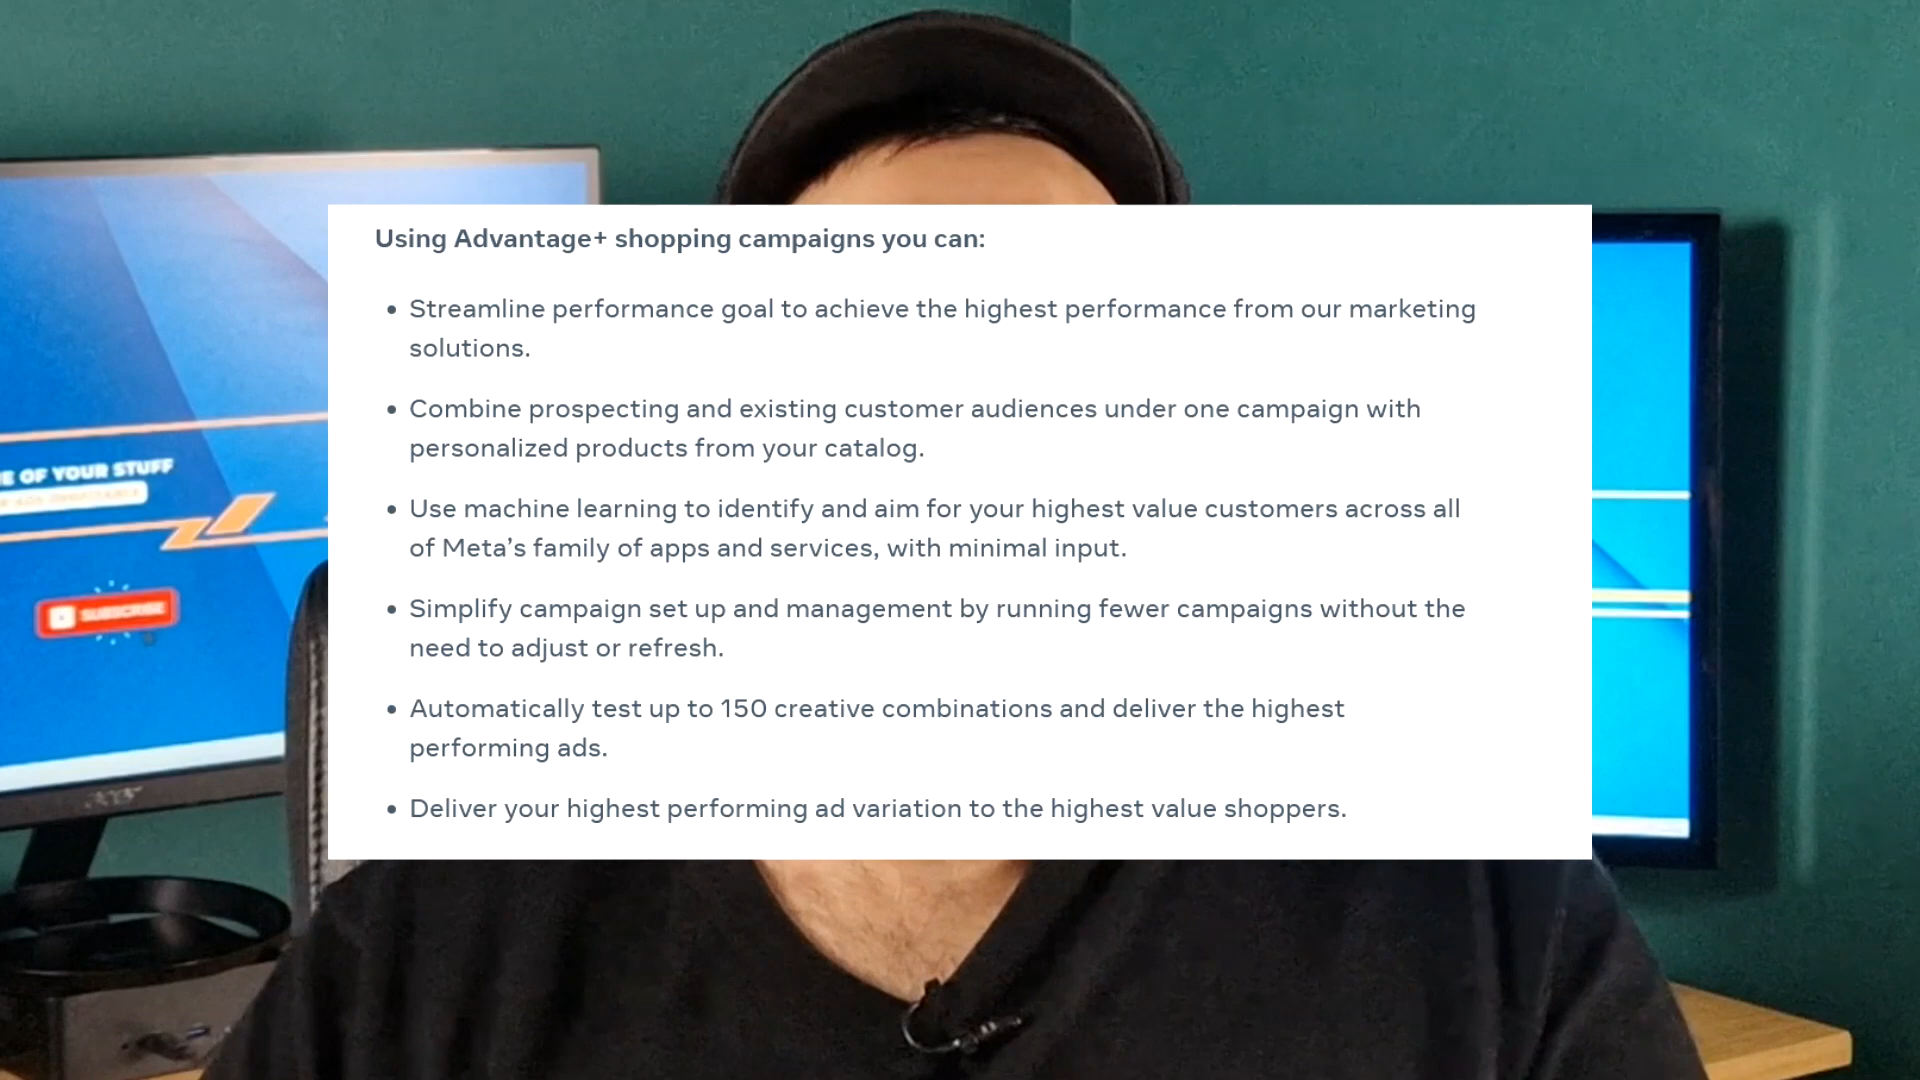 Using Advantage+ shopping campaigns you can:
• Streamline performance goal to achieve the highest performance from our marketing
solutions.
• Combine prospecting and existing customer audiences under one campaign with
personalized products from your catalog.
• Use machine learning to identify and aim for your highest value customers across all
of Meta’s family of apps and services, with minimal input.
• Simplify campaign set up and management by running fewer campaigns without the
need to adjust or refresh.
• Automatically test up to 150 creative combinations and deliver the highest
performing ads.
• Deliver your highest performing ad variation to the highest value shoppers.
E OF YOUR STUFF
SUBSCRIBE
acer